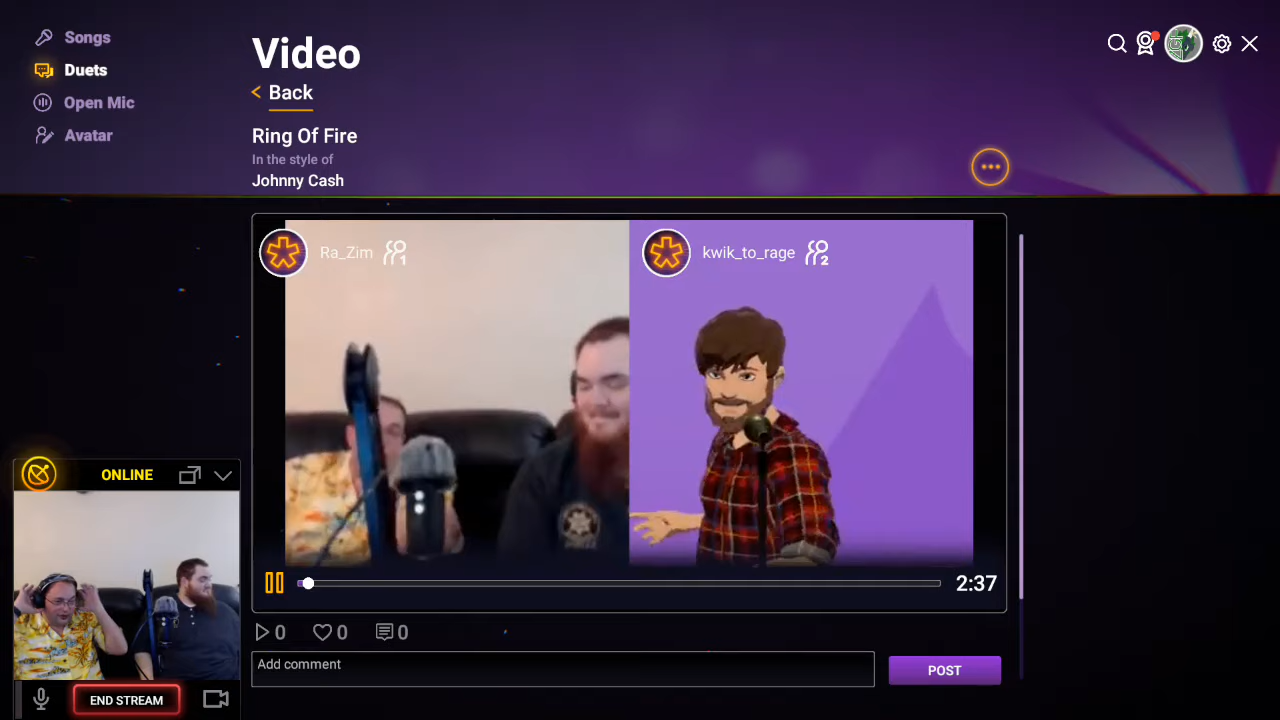 Songs
Duets
Open Mic
Avatar
Video
< Back
Ring Of Fire
In the style of
Johnny Cash
Ra_Zim 1
kwik_to_rage 2
2:37
0 0 0
Add comment
POST
ONLINE
END STREAM